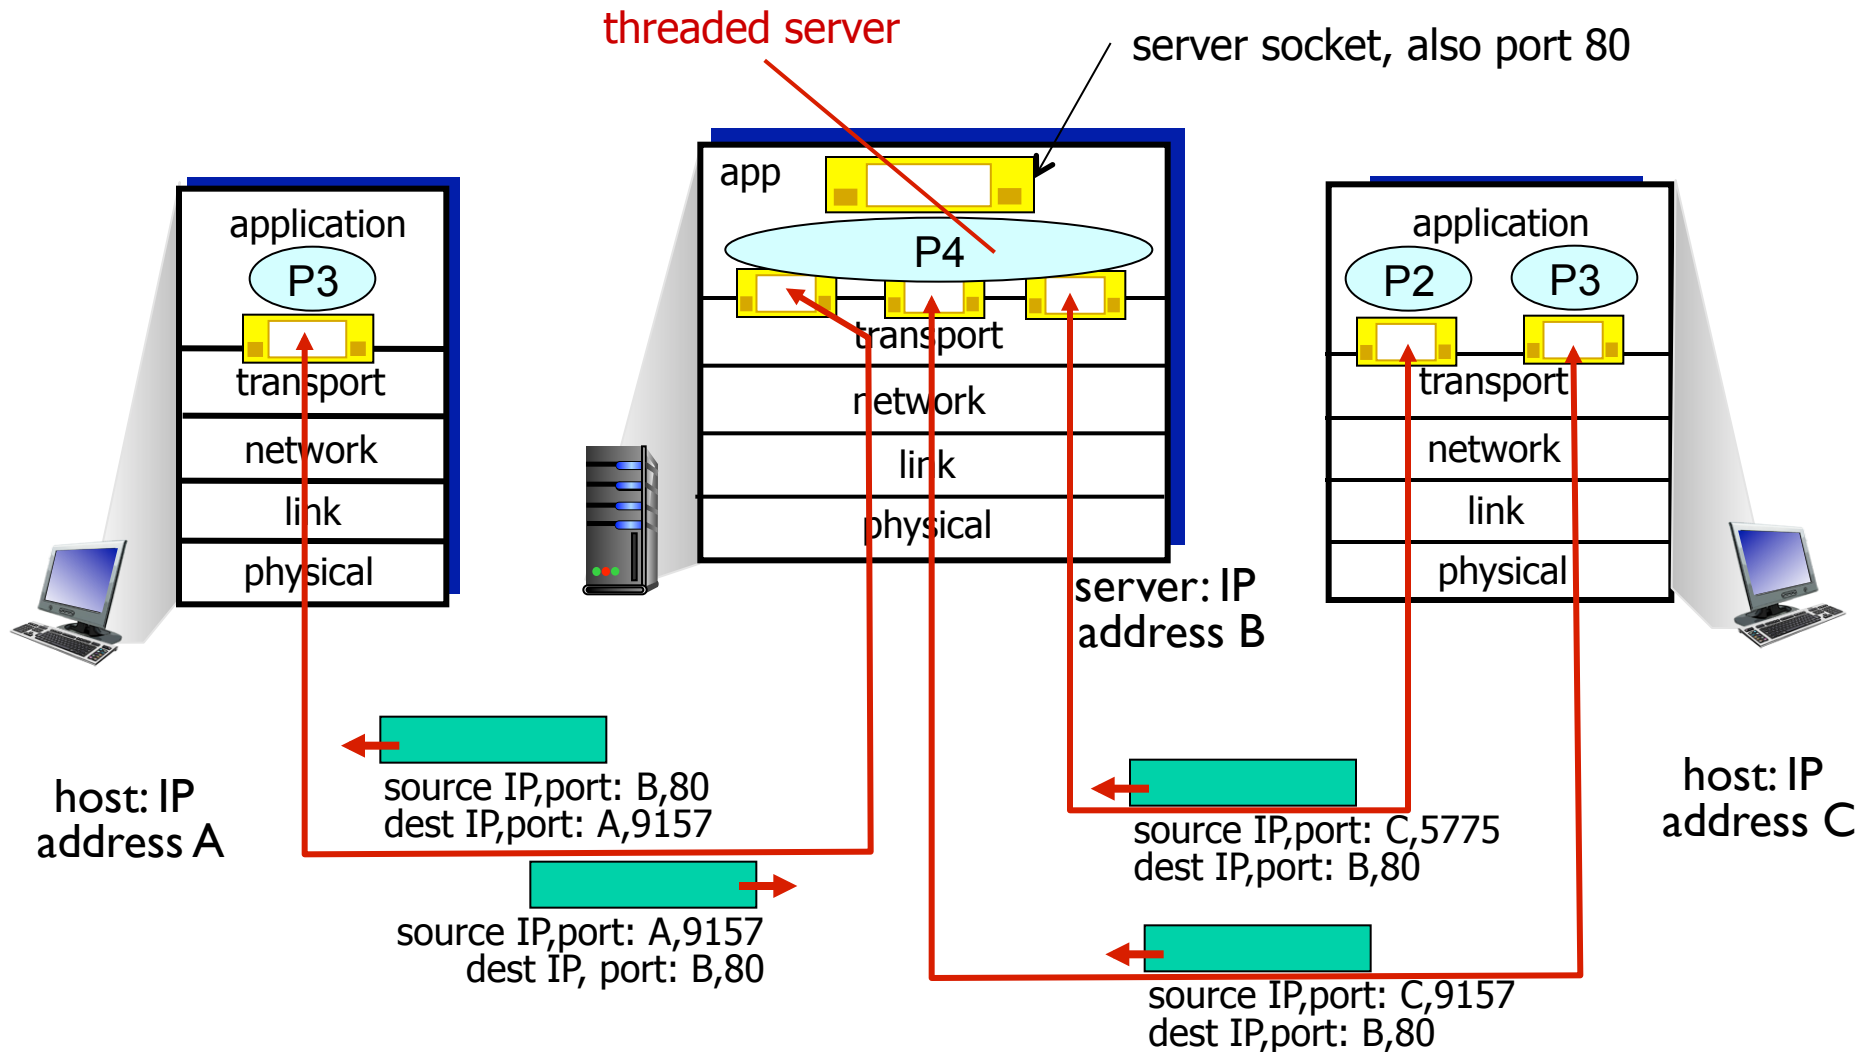 threaded server
server socket, also port 80
application
P3
transport
network
link
physical
app
P4
transport
network
link
physical
application
P2
P3
transport
network
link
physical
server: IP
address B
host: IP
address A
source IP,port: B,80
dest IP,port: A,9157
source IP,port: A,9157
dest IP, port: B,80
source IP,port: C,5775
dest IP,port: B,80
source IP,port: C,9157
dest IP,port: B,80
host: IP
address C